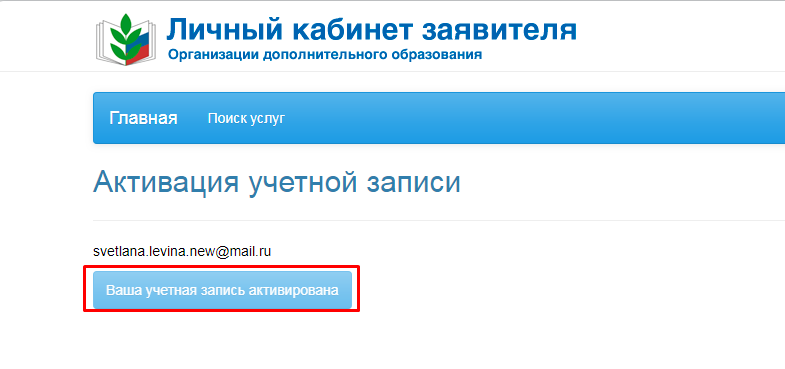 Личный кабинет заявителя
Организации дополнительного образования
Главная Поиск услуг
Активация учетной записи
svetlana.levina.new@mail.ru
Ваша учетная запись активирована